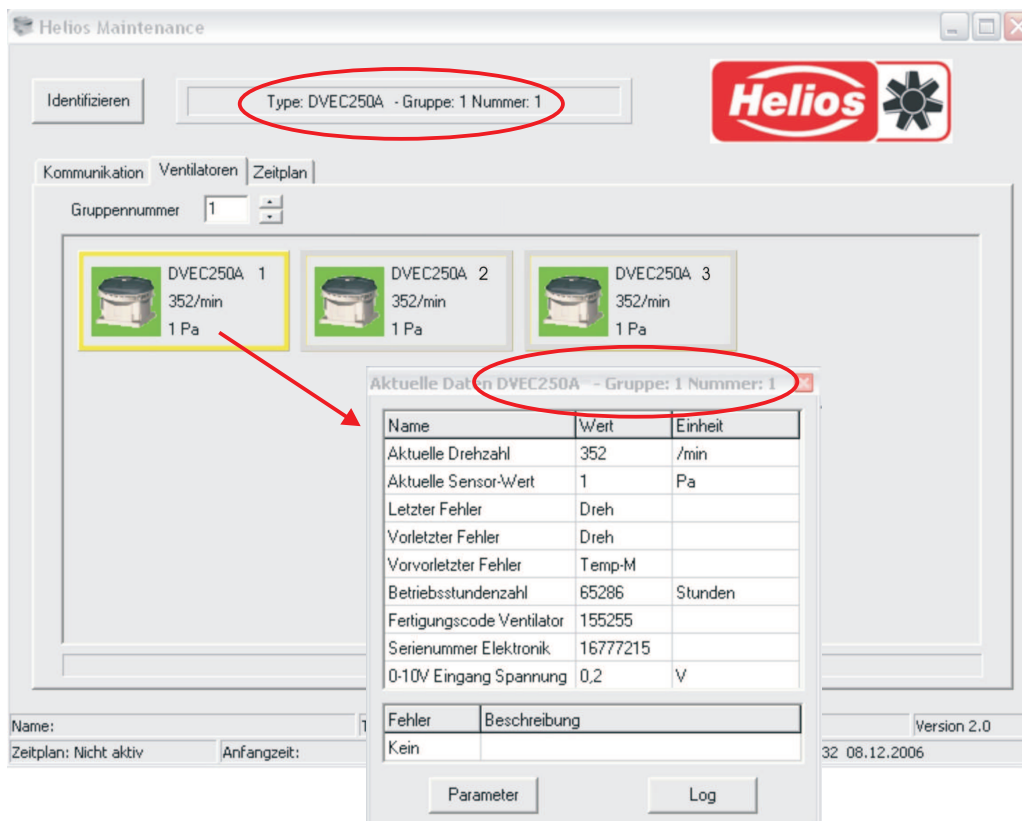 Helios Maintenance
Identifizieren
Type: DVEC250A - Gruppe: 1 Nummer: 1
Helios
Kommunikation Ventilatoren Zeitplan
Gruppennummer 1
DVEC250A 1
352/min
1 Pa
DVEC250A 2
352/min
1 Pa
DVEC250A 3
352/min
1 Pa
Aktuelle Daten DVEC250A - Gruppe: 1 Nummer: 1
Name Wert Einheit
Aktuelle Drehzahl 352 /min
Aktuelle Sensor-Wert 1 Pa
Letzter Fehler Dreh
Vorletzter Fehler Dreh
Vorvorletzter Fehler Temp-M
Betriebsstundenzahl 65286 Stunden
Fertigungscode Ventilator 155255
Serienummer Elektronik 16777215
0-10V Eingang Spannung 0,2 V
Fehler Beschreibung
Kein
Parameter Log
Name: Version 2.0
Zeitplan: Nicht aktiv Anfangzeit: 32 08.12.2006